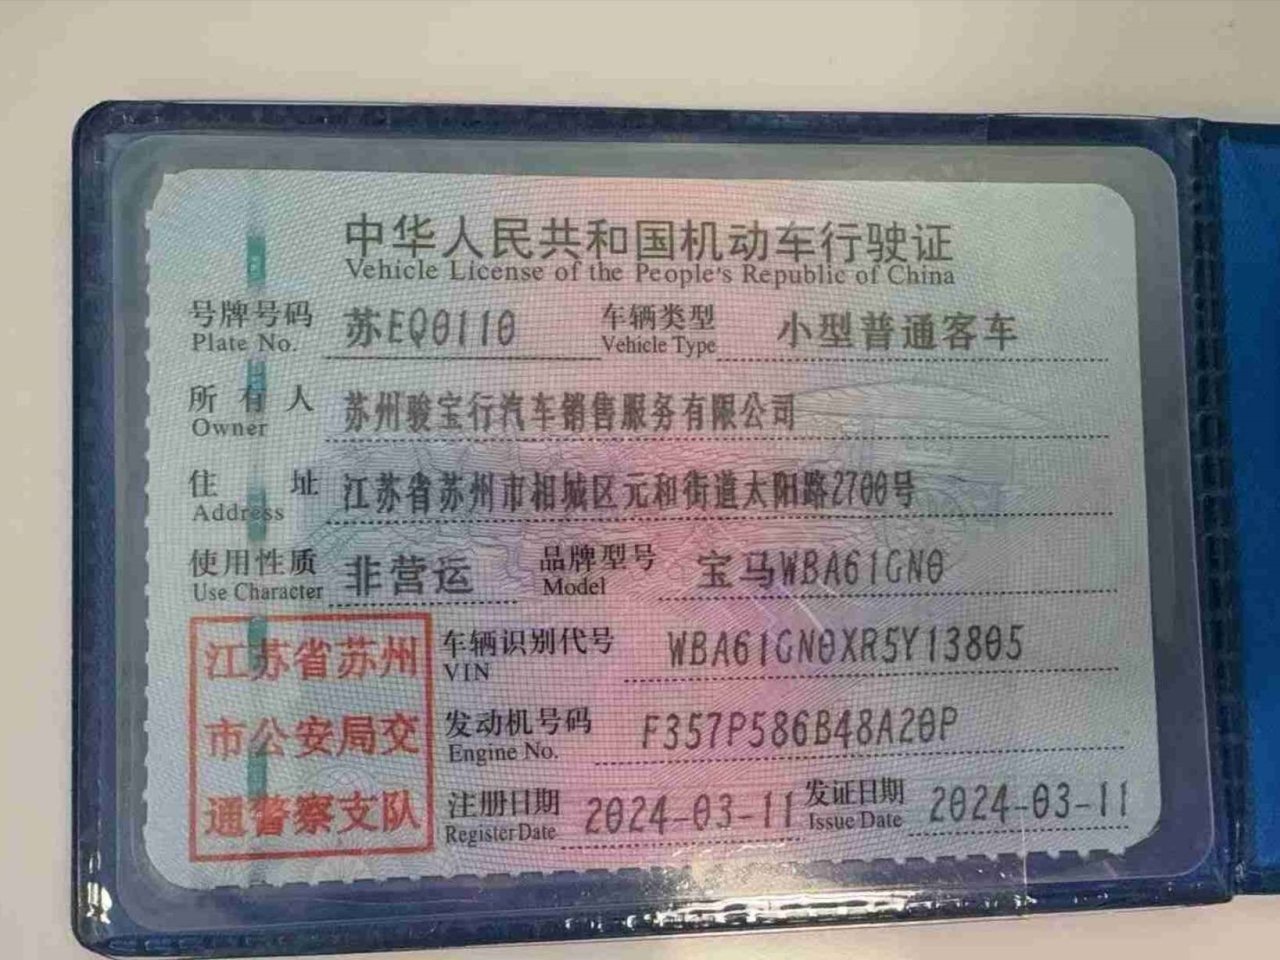 中华人民共和国机动车行驶证
Vehicle License of the People's Republic of China
号牌号码 苏EQ0110 车辆类型 小型普通客车
Plate No. Vehicle Type
所有人 苏州骏宝行汽车销售服务有限公司
Owner
住址 江苏省苏州市相城区元和街道太阳路2700号
Address
使用性质 非营运 品牌型号 宝马WBA61GN0
Use Character Model
江苏省苏州
市公安局交
通警察支队
车辆识别代号 WBA61GN0XR5Y13805
VIN
发动机号码 F357P586B48A20P
Engine No.
注册日期 2024-03-11 发证日期 2024-03-11
Register Date Issue Date